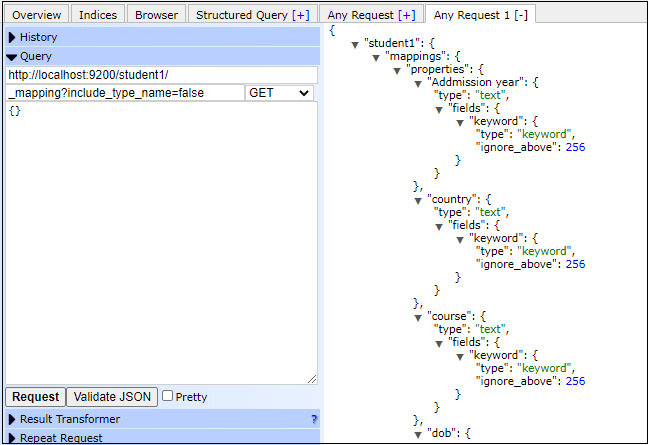 Overview Indices Browser Structured Query [+] Any Request [+] Any Request 1 [-]
History
Query
http://localhost:9200/student1/
_mapping?include_type_name=false GET
{}
Request Validate JSON Pretty
Result Transformer ?
Repeat Request
{
"student1": {
"mappings": {
"properties": {
"Addmission year": {
"type": "text",
"fields": {
"keyword": {
"type": "keyword",
"ignore_above": 256
}
}
},
"country": {
"type": "text",
"fields": {
"keyword": {
"type": "keyword",
"ignore_above": 256
}
}
},
"course": {
"type": "text",
"fields": {
"keyword": {
"type": "keyword",
"ignore_above": 256
}
}
},
"dob": {